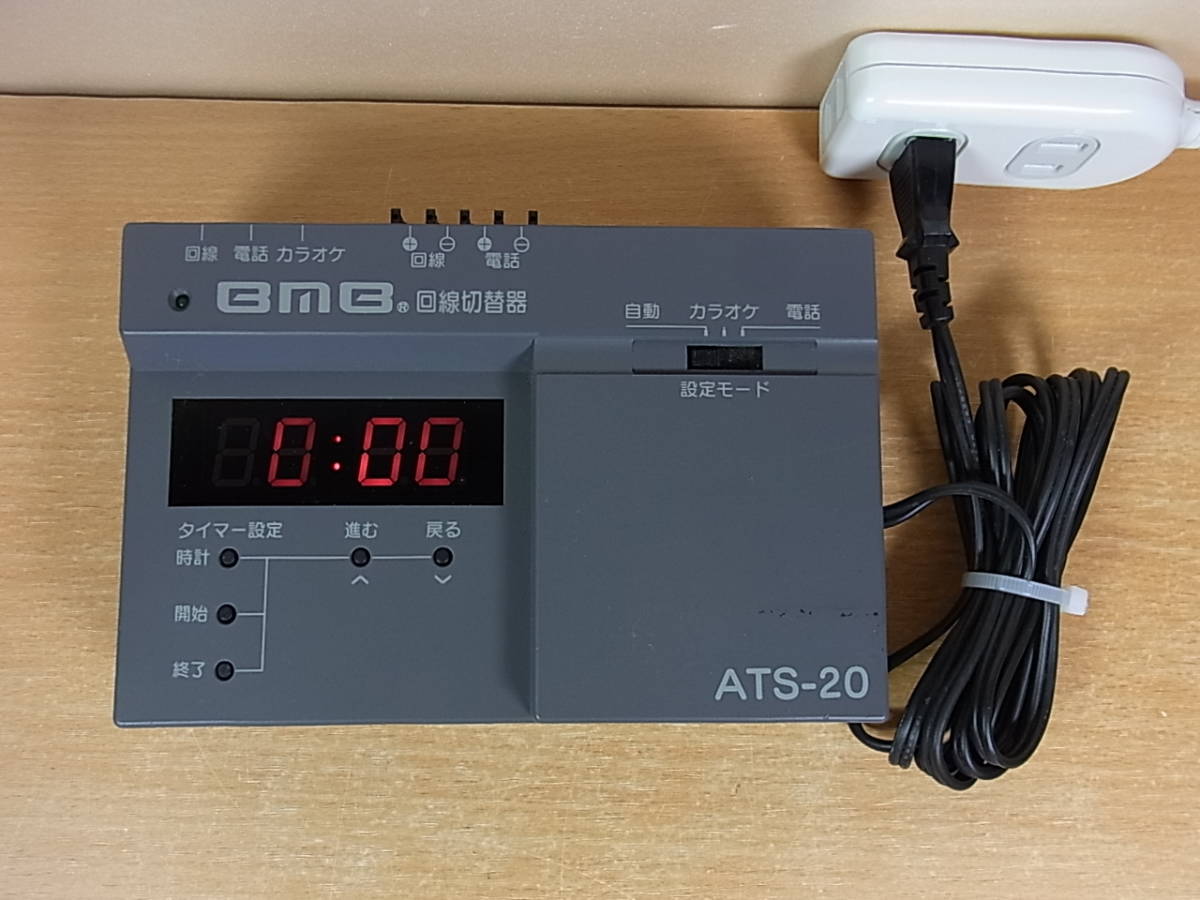 回線 電話 カラオケ
⊕ ⊖ ⊕ ⊖
回線 電話
BMB® 回線切替器
自動 カラオケ 電話
設定モード
0:00
タイマー設定 進む 戻る
時計
開始
終了
ATS-20